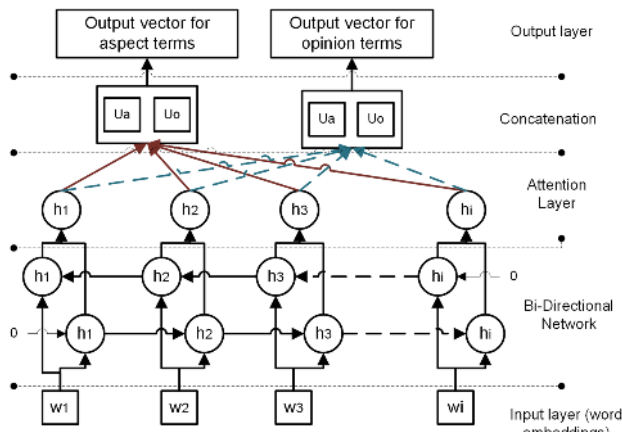 Output vector for
aspect terms
Output vector for
opinion terms
Output layer
Ua
Uo
Ua
Uo
Concatenation
Attention
Layer
h1
h2
h3
hi
h1
h2
h3
hi
0
Bi-Directional
Network
0
h1
h2
h3
hi
w1
w2
w3
wi
Input layer (word
embeddings)